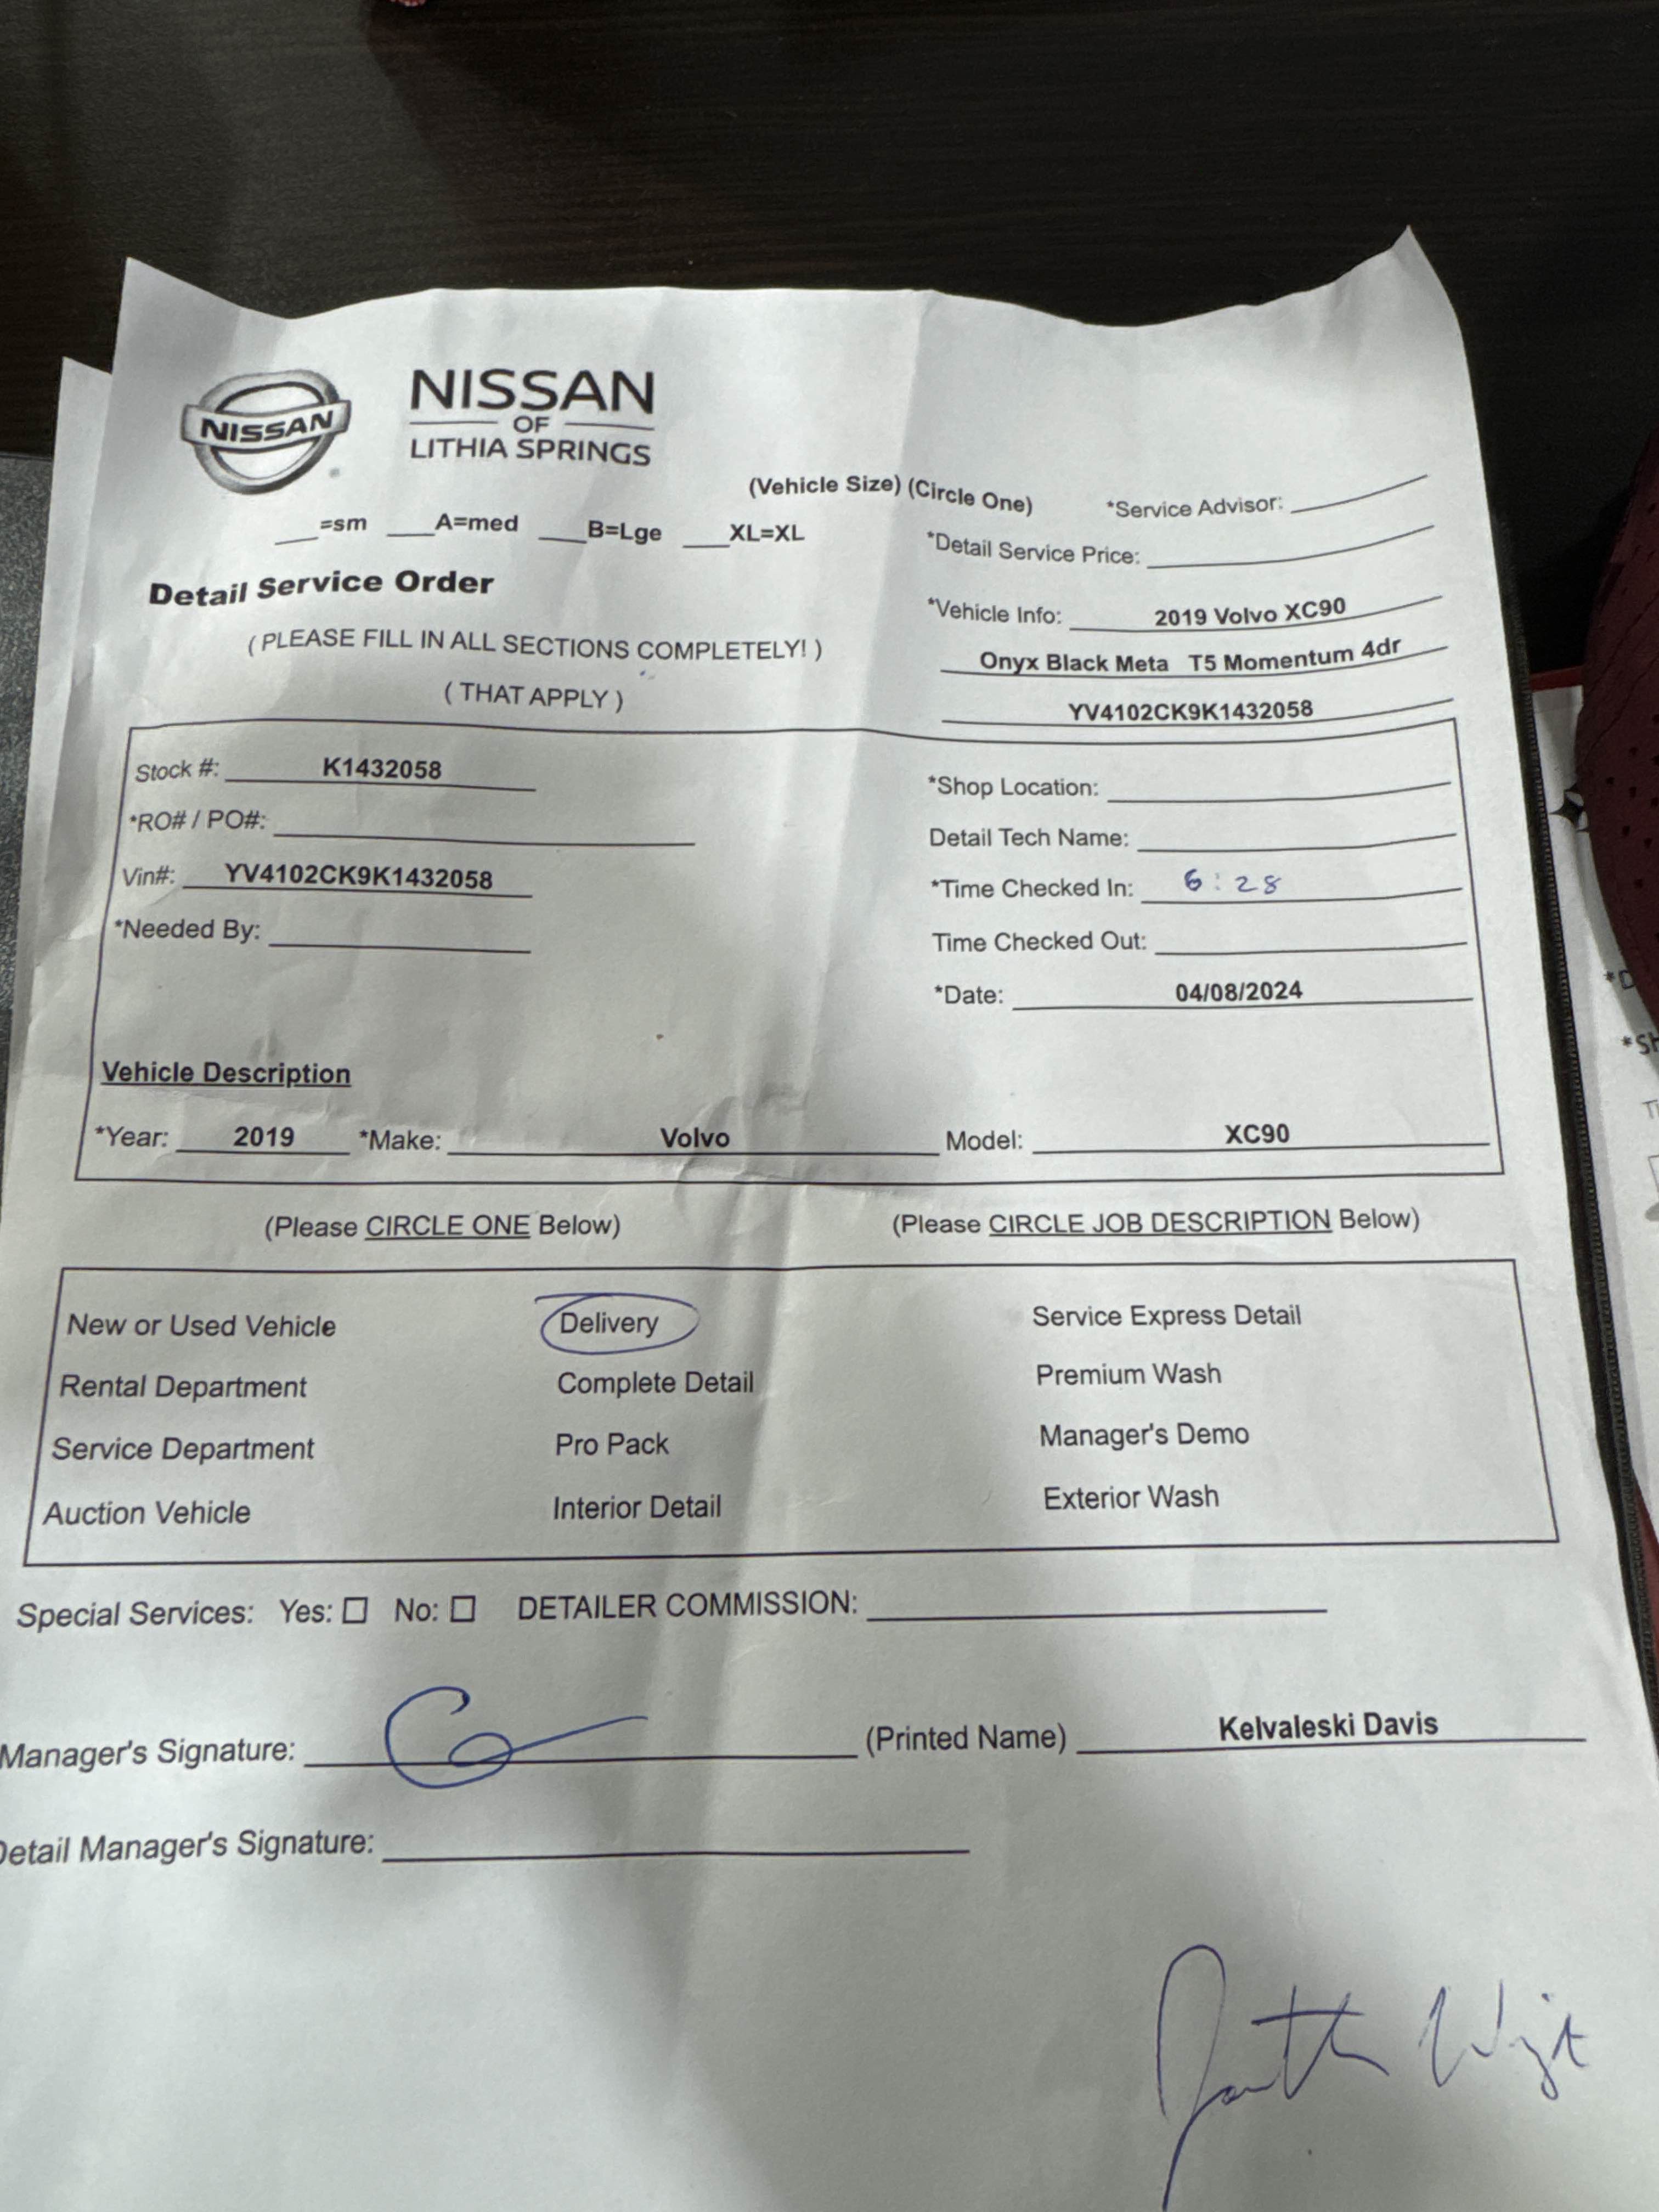 NISSAN
NISSAN
OF
LITHIA SPRINGS
(Vehicle Size) (Circle One)
*Service Advisor:
=sm A=med B=Lge XL=XL
*Detail Service Price:
Detail Service Order
*Vehicle Info: 2019 Volvo XC90
(PLEASE FILL IN ALL SECTIONS COMPLETELY!)
Onyx Black Meta T5 Momentum 4dr
(THAT APPLY)
YV4102CK9K1432058
Stock #: K1432058
*Shop Location:
*RO# / PO#:
Detail Tech Name:
Vin#: YV4102CK9K1432058
*Time Checked In: 6:28
*Needed By:
Time Checked Out:
*Date: 04/08/2024
Vehicle Description
*Year: 2019 *Make: Volvo Model: XC90
(Please CIRCLE ONE Below) (Please CIRCLE JOB DESCRIPTION Below)
New or Used Vehicle Delivery Service Express Detail
Rental Department Complete Detail Premium Wash
Service Department Pro Pack Manager's Demo
Auction Vehicle Interior Detail Exterior Wash
Special Services: Yes: No: DETAILER COMMISSION:
Manager's Signature: (Printed Name) Kelvaleski Davis
Detail Manager's Signature: